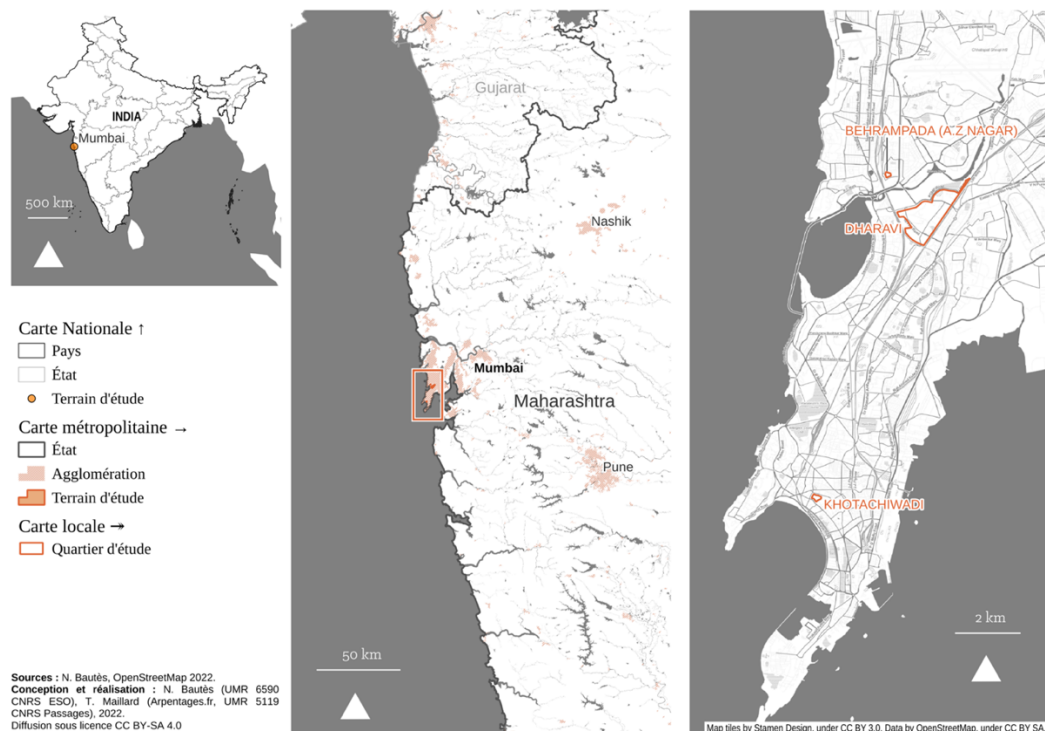 INDIA
Mumbai
500 km
Carte Nationale ↑
Pays
État
Terrain d'étude
Carte métropolitaine →
État
Agglomération
Terrain d'étude
Carte locale ↠
Quartier d'étude
Sources : N. Bautès, OpenStreetMap 2022.
Conception et réalisation : N. Bautès (UMR 6590
CNRS ESO), T. Maillard (Arpentages.fr, UMR 5119
CNRS Passages), 2022.
Diffusion sous licence CC BY-SA 4.0
Gujarat
Nashik
Mumbai
Maharashtra
Pune
50 km
BEHRAMPADA (A.Z NAGAR)
DHARAVI
KHOTACHIWADI
2 km
Map tiles by Stamen Design, under CC BY 3.0. Data by OpenStreetMap, under CC BY SA.